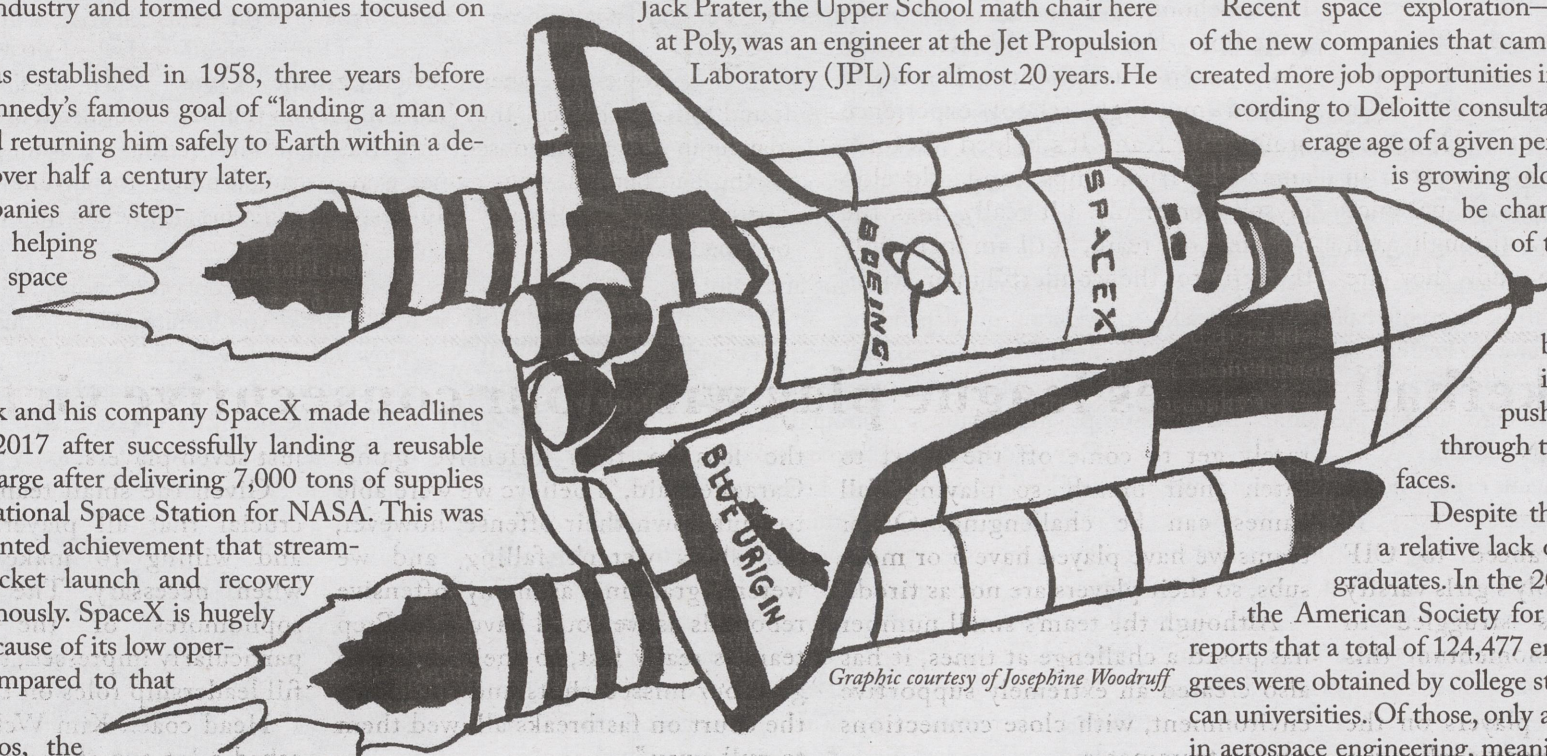 ndustry and formed companies focused on
s established in 1958, three years before
nnedy's famous goal of “landing a man on
l returning him safely to Earth within a de-
over half a century later,
panies are step-
helping
space
k and his company SpaceX made headlines
2017 after successfully landing a reusable
arge after delivering 7,000 tons of supplies
ational Space Station for NASA. This was
nted achievement that stream-
cket launch and recovery
nously. SpaceX is hugely
cause of its low oper-
mpared to that
os, the
Jack Prater, the Upper School math chair here
at Poly, was an engineer at the Jet Propulsion
Laboratory (JPL) for almost 20 years. He
SPACEX
BOEING
BLUE ORIGIN
Graphic courtesy of Josephine Woodruff
Recent space exploration—
of the new companies that cam
created more job opportunities i
cording to Deloitte consulta
erage age of a given pe
is growing old
be char
of t
push
through t
faces.
Despite th
a relative lack o
graduates. In the 20
the American Society for
reports that a total of 124,477 en
grees were obtained by college st
can universities. Of those, only a
in aerospace engineering, meani